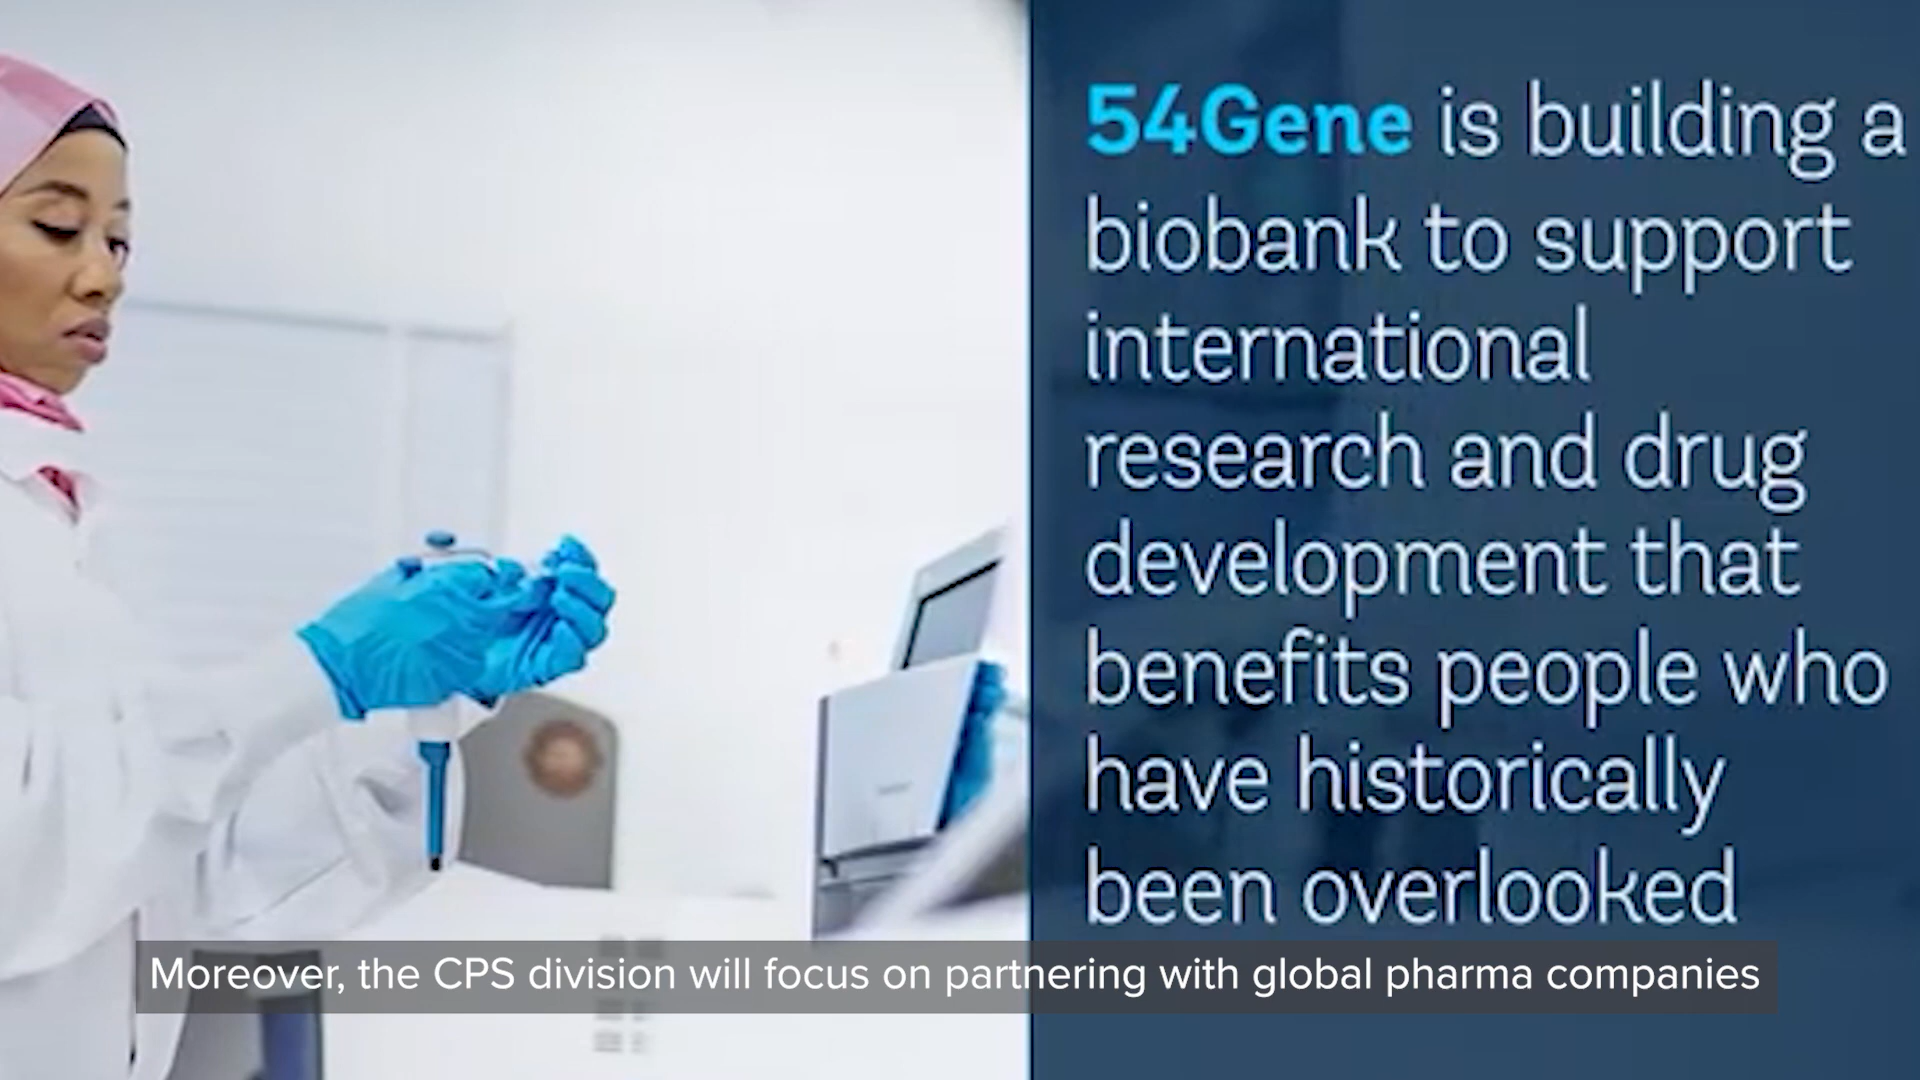 54Gene is building a
biobank to support
international
research and drug
development that
benefits people who
have historically
been overlooked
Moreover, the CPS division will focus on partnering with global pharma companies